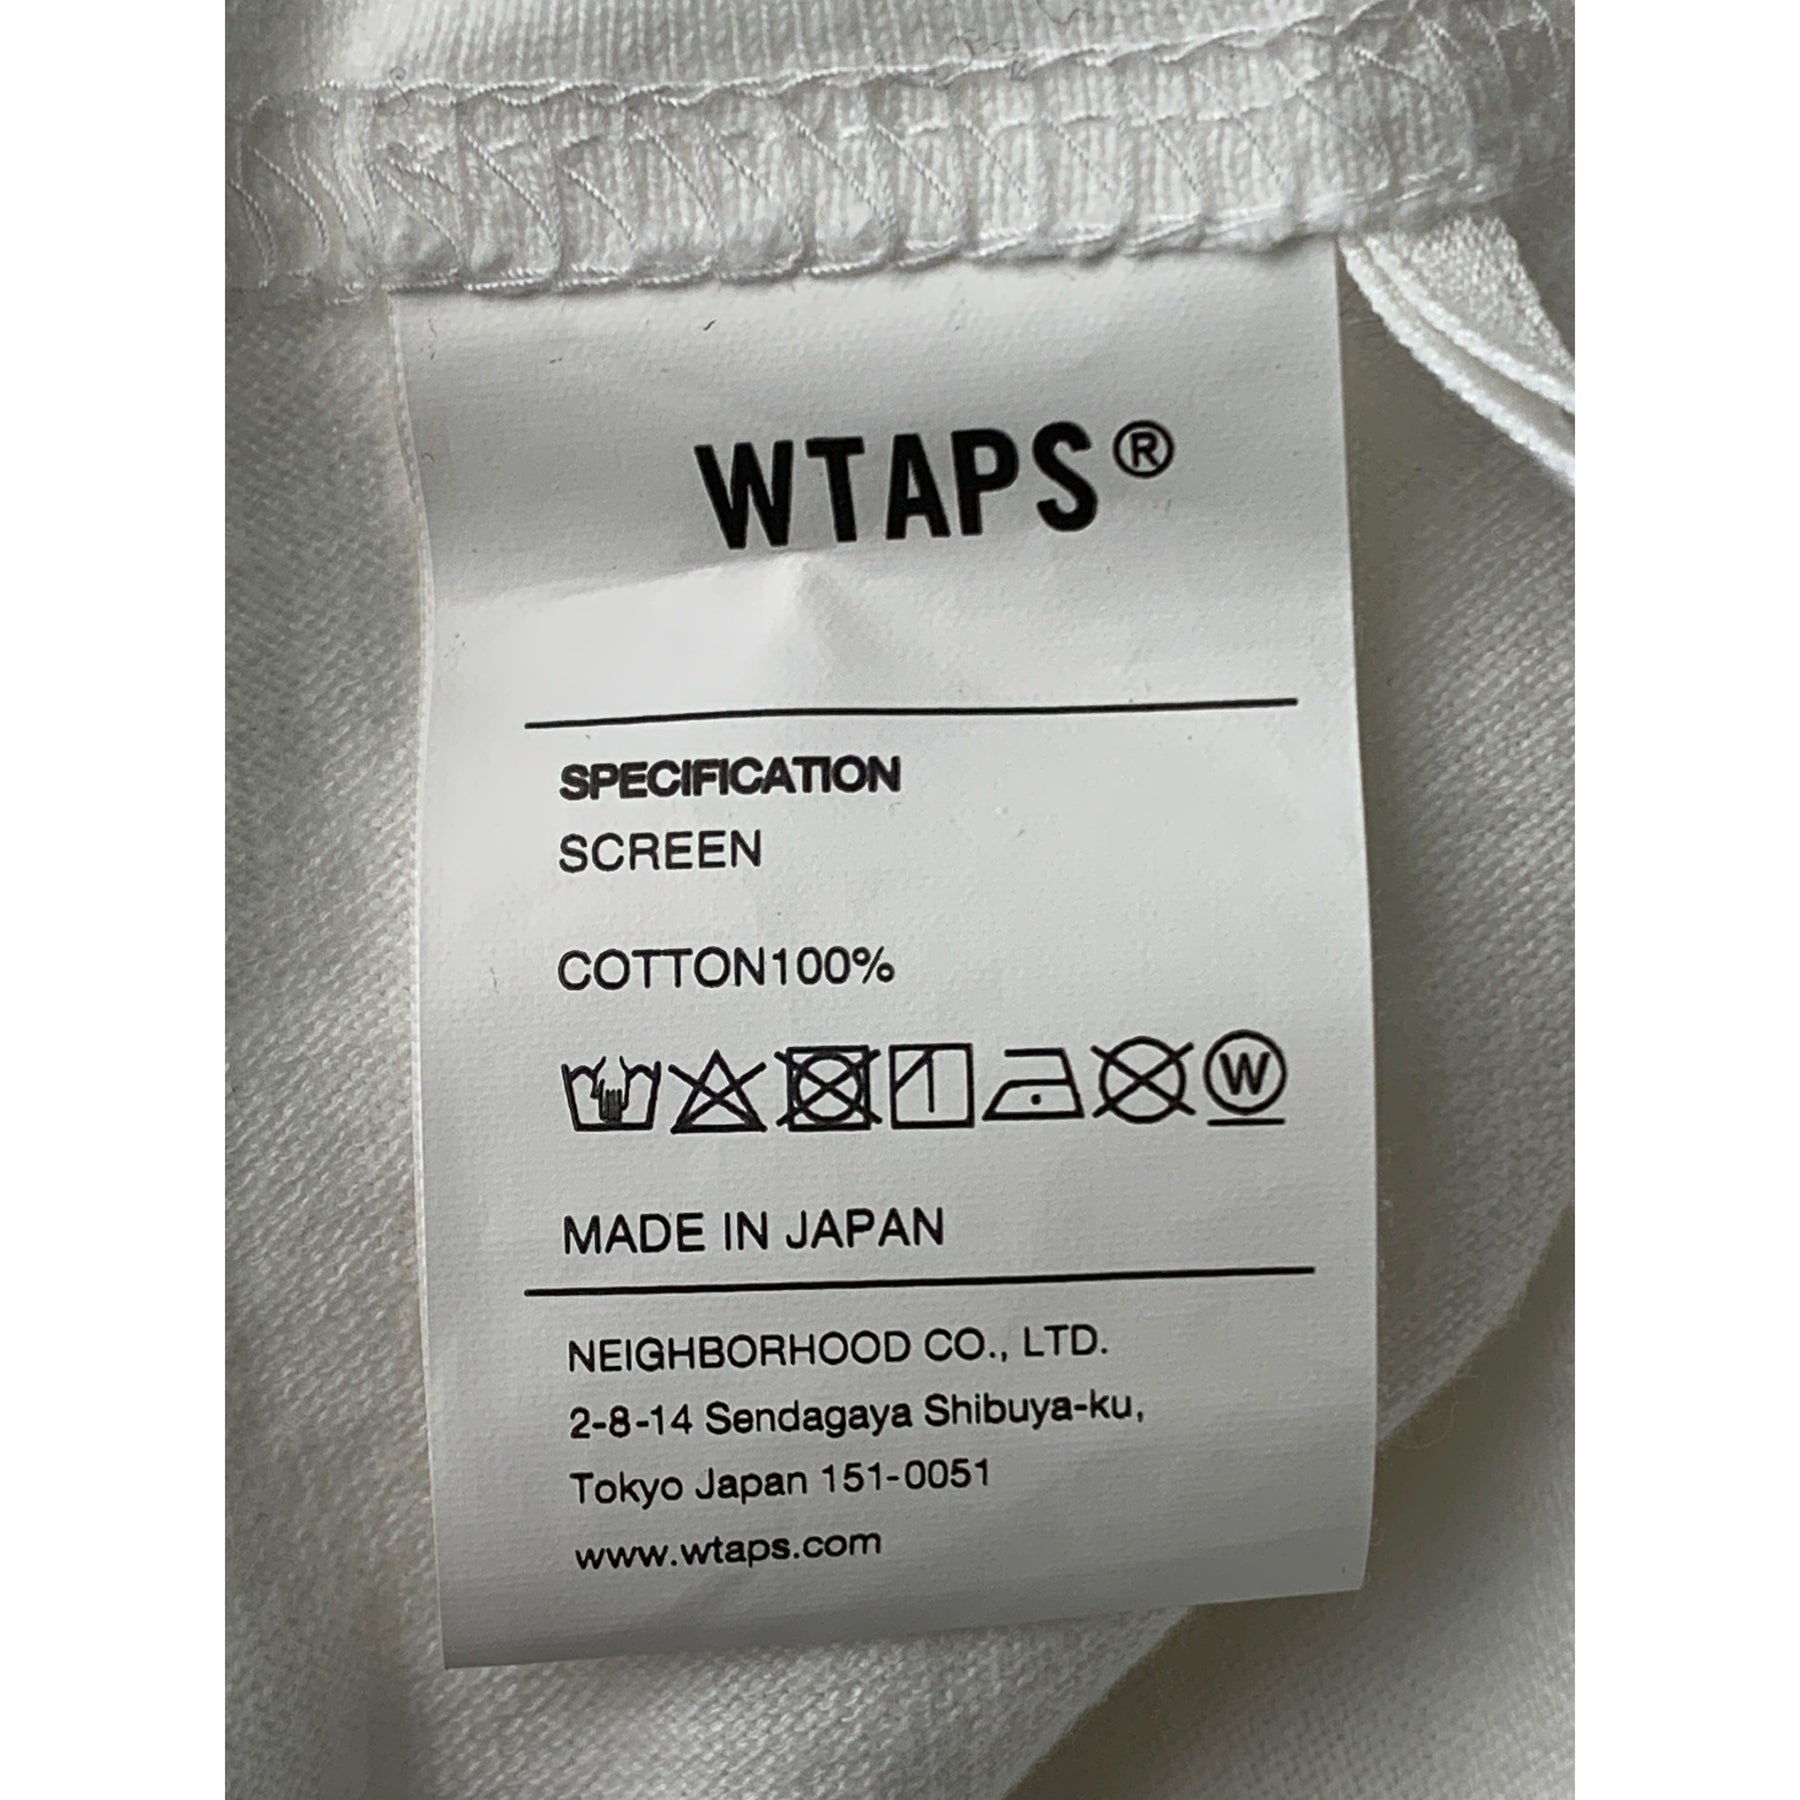 WTAPS®
SPECIFICATION
SCREEN
COTTON100%
W
MADE IN JAPAN
NEIGHBORHOOD CO., LTD.
2-8-14 Sendagaya Shibuya-ku,
Tokyo Japan 151-0051
www.wtaps.com